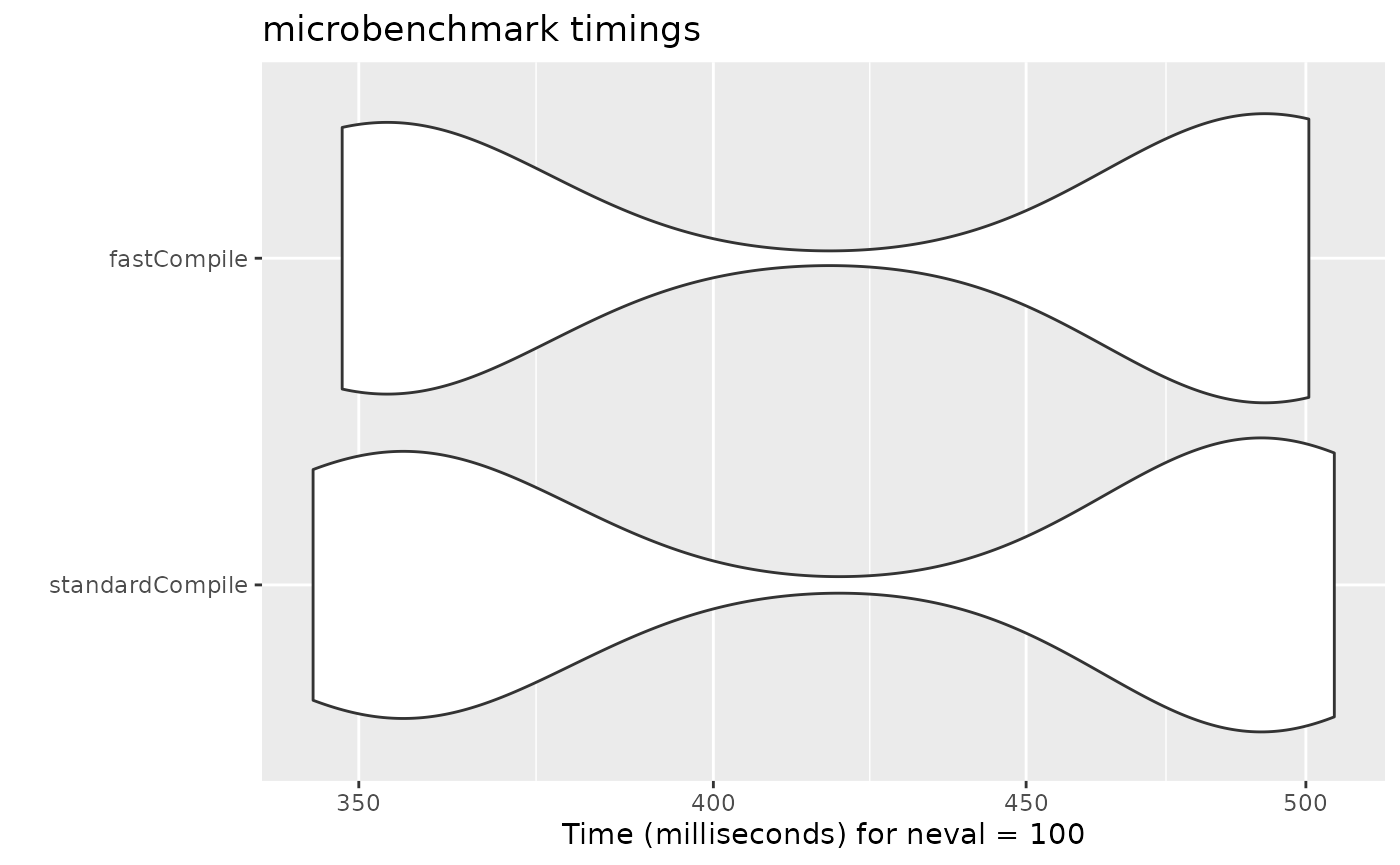 microbenchmark timings
fastCompile
standardCompile
350 400 450 500
Time (milliseconds) for neval = 100